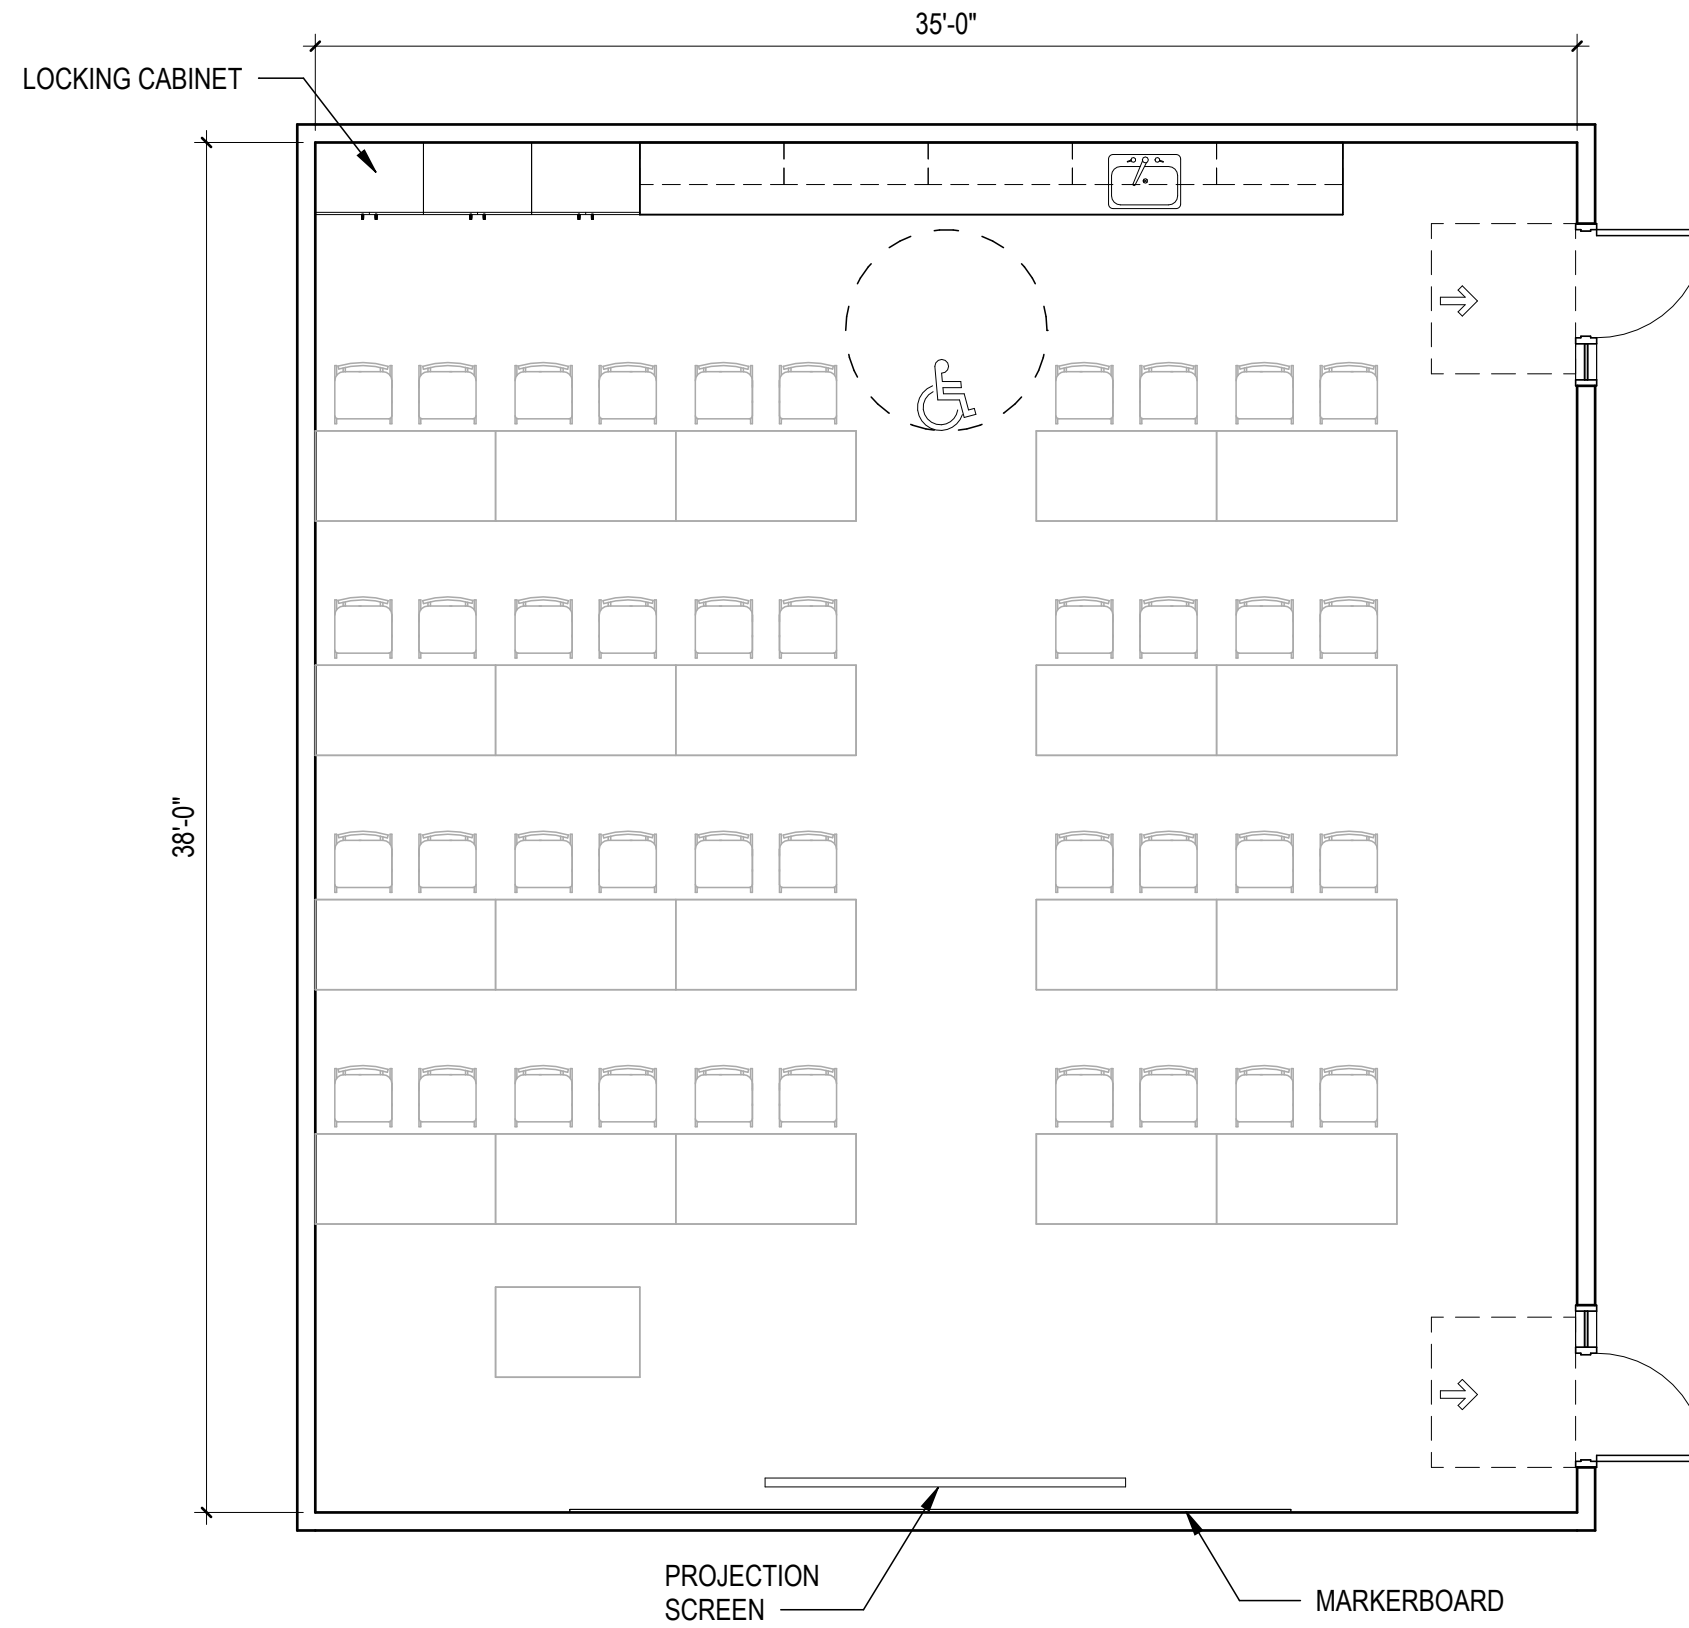 35'-0"
LOCKING CABINET
38'-0"
PROJECTION
SCREEN
MARKERBOARD